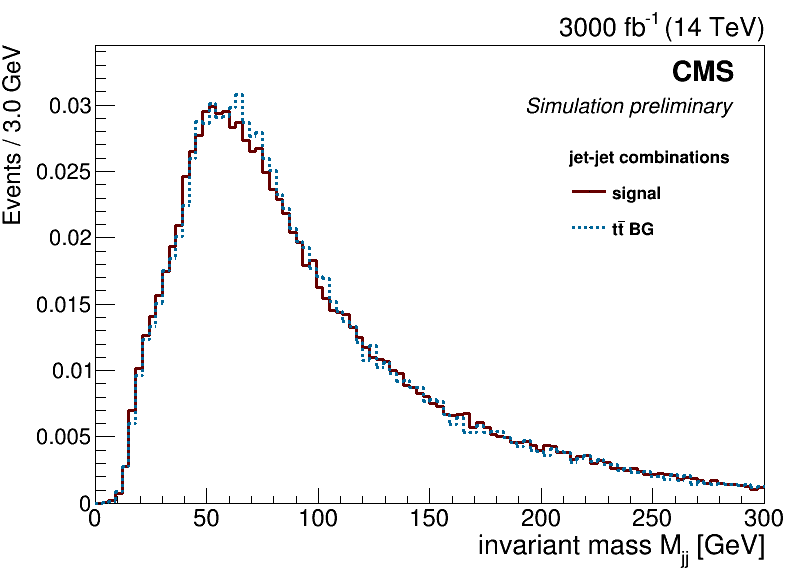 3000 fb⁻¹ (14 TeV)
Events / 3.0 GeV
CMS
Simulation preliminary
jet-jet combinations
signal
tt̄ BG
0.03
0.025
0.02
0.015
0.01
0.005
0
0 50 100 150 200 250 300
invariant mass Mjj [GeV]